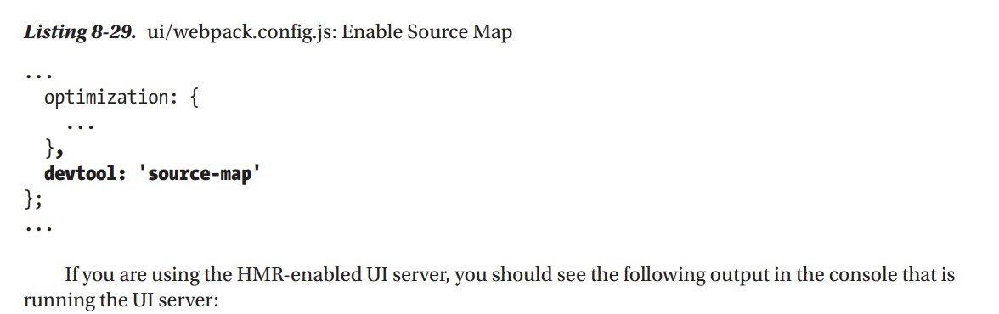 Listing 8-29. ui/webpack.config.js: Enable Source Map
...
optimization: {
...
},
devtool: 'source-map'
};
...
If you are using the HMR-enabled UI server, you should see the following output in the console that is
running the UI server: